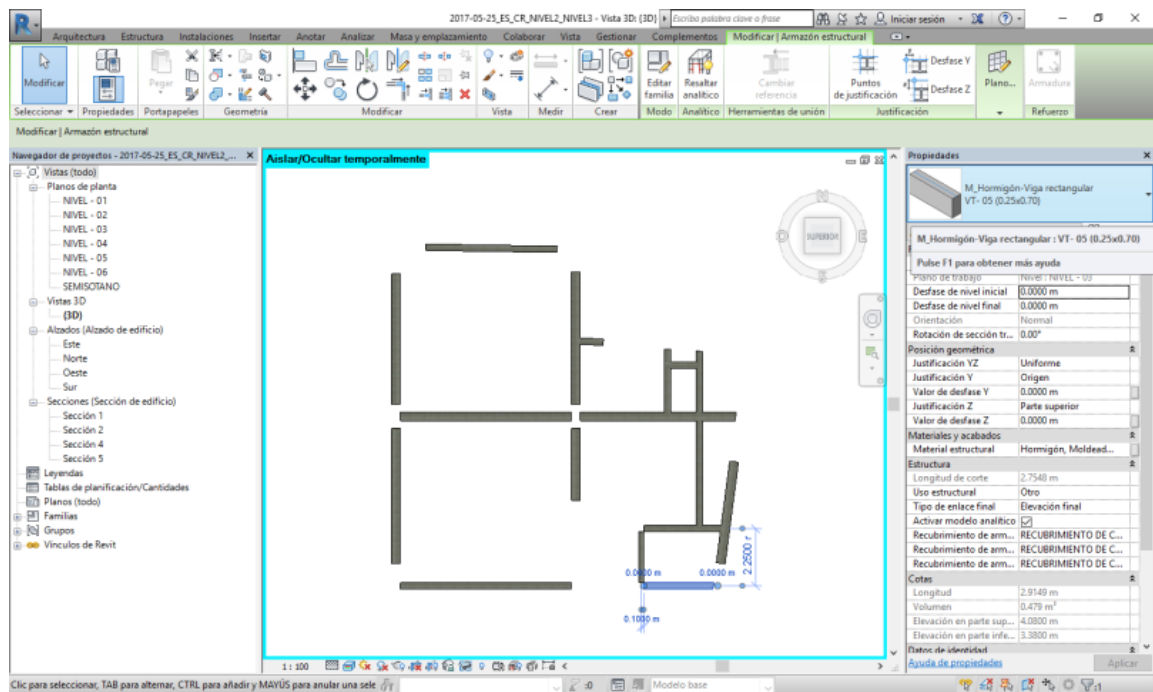 2017-05-25_ES_CR_NIVEL2_NIVEL3 - Vista 3D: {3D}
Escriba palabra clave o frase
Iniciar sesión
Arquitectura Estructura Instalaciones Insertar Anotar Analizar Masa y emplazamiento Colaborar Vista Gestionar Complementos Modificar | Armazón estructural
Modificar
Pegar
Editar familia
Resaltar analítico
Cambiar referencia
Puntos de justificación
Desfase Y
Desfase Z
Plano...
Armadura
Seleccionar Propiedades Portapapeles Geometría Modificar Vista Medir Crear Modo Analítico Herramientas de unión Justificación Refuerzo
Modificar | Armazón estructural
Navegador de proyectos - 2017-05-25_ES_CR_NIVEL2_... X
Vistas (todo)
Planos de planta
NIVEL - 01
NIVEL - 02
NIVEL - 03
NIVEL - 04
NIVEL - 05
NIVEL - 06
SEMISOTANO
Vistas 3D
{3D}
Alzados (Alzado de edificio)
Este
Norte
Oeste
Sur
Secciones (Sección de edificio)
Sección 1
Sección 2
Sección 4
Sección 5
Leyendas
Tablas de planificación/Cantidades
Planos (todo)
Familias
Grupos
Vínculos de Revit
Aislar/Ocultar temporalmente
SUPERIOR
0.0000 m
0.0000 m
0.1000 m
1 : 100
Propiedades
M_Hormigón-Viga rectangular
VT- 05 (0.25x0.70)
M_Hormigón-Viga rectangular : VT- 05 (0.25x0.70)
Pulse F1 para obtener más ayuda
Plano de trabajo Nivel : NIVEL - 03
Desfase de nivel inicial 0.0000 m
Desfase de nivel final 0.0000 m
Orientación Normal
Rotación de sección tr... 0.00°
Posición geométrica
Justificación YZ Uniforme
Justificación Y Origen
Valor de desfase Y 0.0000 m
Justificación Z Parte superior
Valor de desfase Z 0.0000 m
Materiales y acabados
Material estructural Hormigón, Moldead...
Estructura
Longitud de corte 2.7548 m
Uso estructural Otro
Tipo de enlace final Elevación final
Activar modelo analítico
Recubrimiento de arm... RECUBRIMIENTO DE C...
Recubrimiento de arm... RECUBRIMIENTO DE C...
Recubrimiento de arm... RECUBRIMIENTO DE C...
Cotas
Longitud 2.9149 m
Volumen 0.479 m³
Elevación en parte sup... 4.0800 m
Elevación en parte infe... 3.3800 m
Datos de identidad
Ayuda de propiedades Aplicar
Clic para seleccionar, TAB para alternar, CTRL para añadir y MAYÚS para anular una sele
:0
Modelo base
:1